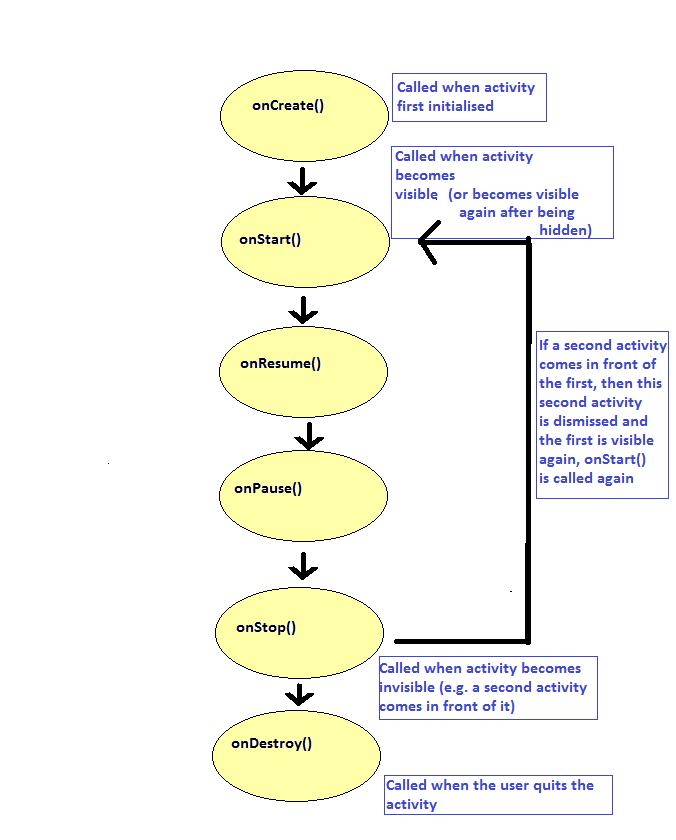 onCreate()
Called when activity
first initialised
Called when activity
becomes
visible (or becomes visible
again after being
hidden)
onStart()
If a second activity
comes in front of
the first, then this
second activity
is dismissed and
the first is visible
again, onStart()
is called again
onResume()
onPause()
onStop()
Called when activity becomes
invisible (e.g. a second activity
comes in front of it)
onDestroy()
Called when the user quits the
activity